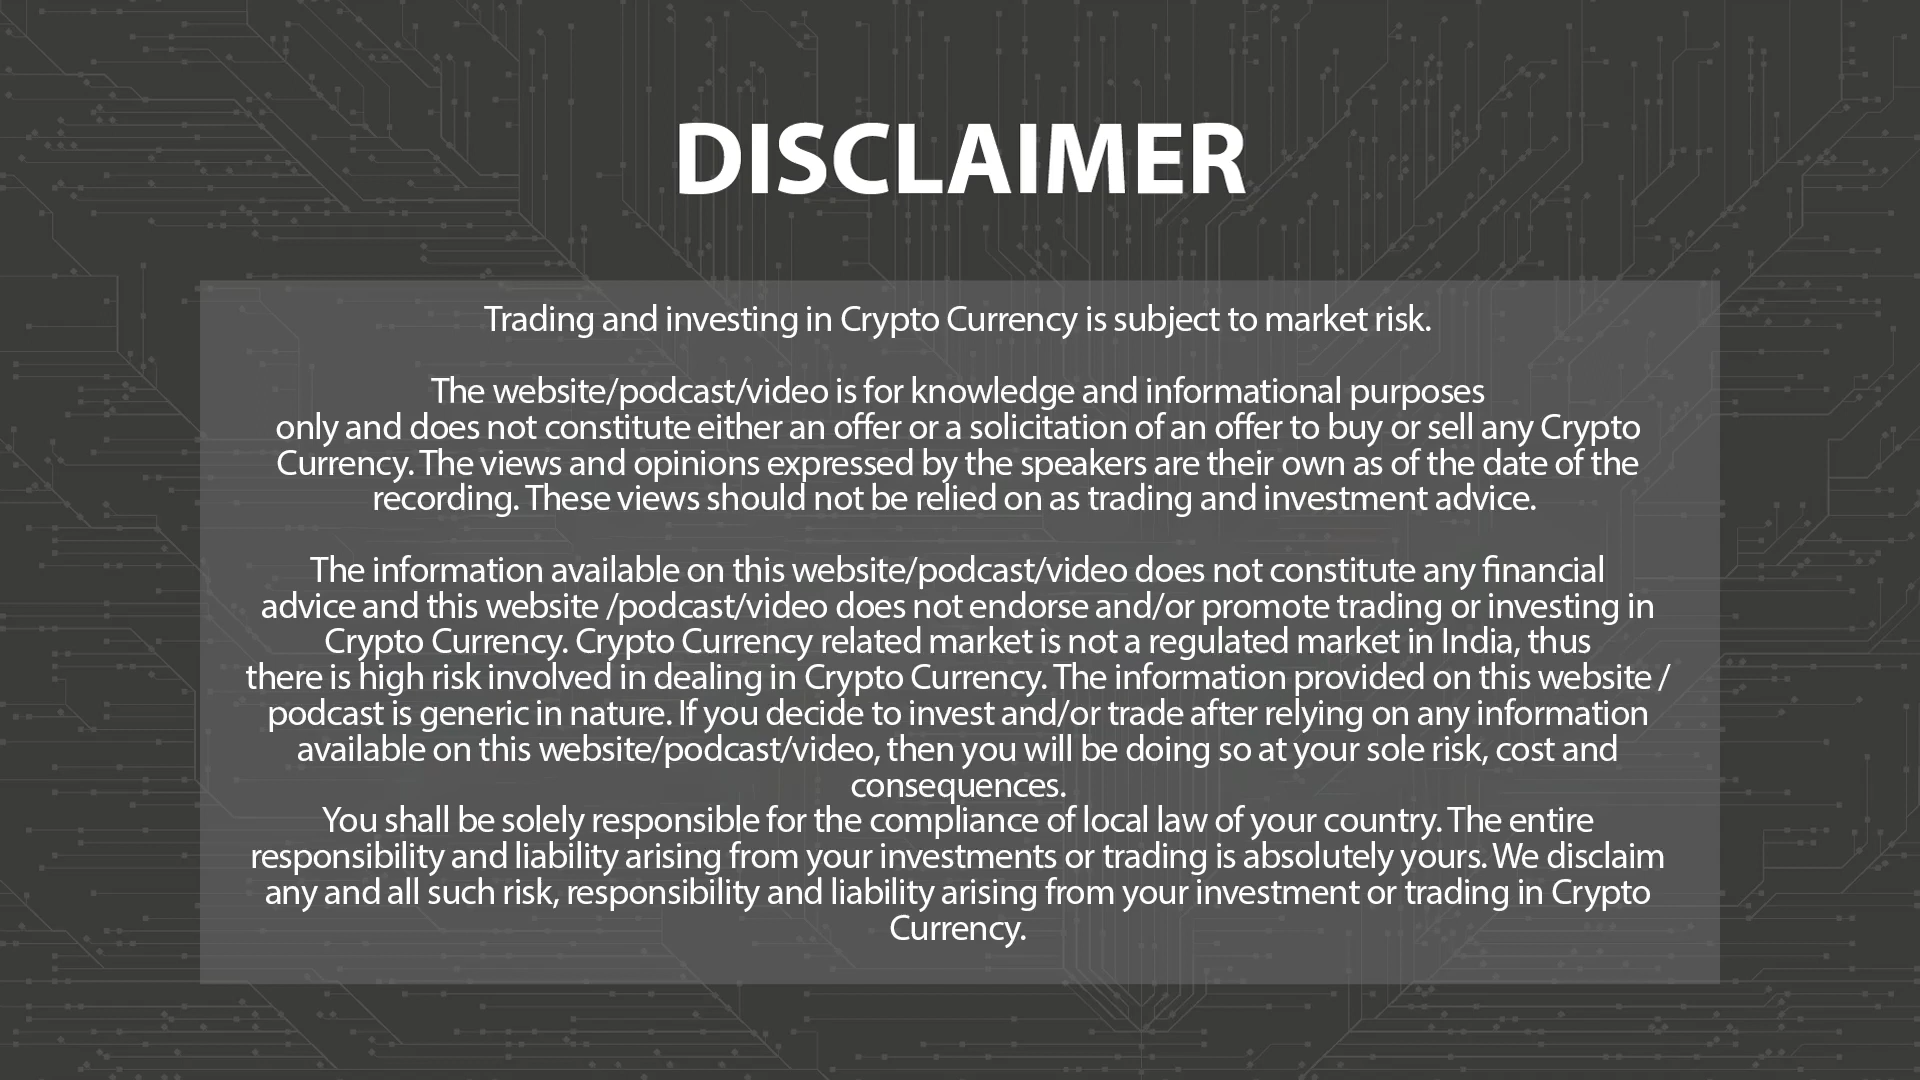 DISCLAIMER
Trading and investing in Crypto Currency is subject to market risk.
The website/podcast/video is for knowledge and informational purposes
only and does not constitute either an offer or a solicitation of an offer to buy or sell any Crypto
Currency. The views and opinions expressed by the speakers are their own as of the date of the
recording. These views should not be relied on as trading and investment advice.
The information available on this website/podcast/video does not constitute any financial
advice and this website /podcast/video does not endorse and/or promote trading or investing in
Crypto Currency. Crypto Currency related market is not a regulated market in India, thus
there is high risk involved in dealing in Crypto Currency. The information provided on this website /
podcast is generic in nature. If you decide to invest and/or trade after relying on any information
available on this website/podcast/video, then you will be doing so at your sole risk, cost and
consequences.
You shall be solely responsible for the compliance of local law of your country. The entire
responsibility and liability arising from your investments or trading is absolutely yours. We disclaim
any and all such risk, responsibility and liability arising from your investment or trading in Crypto
Currency.